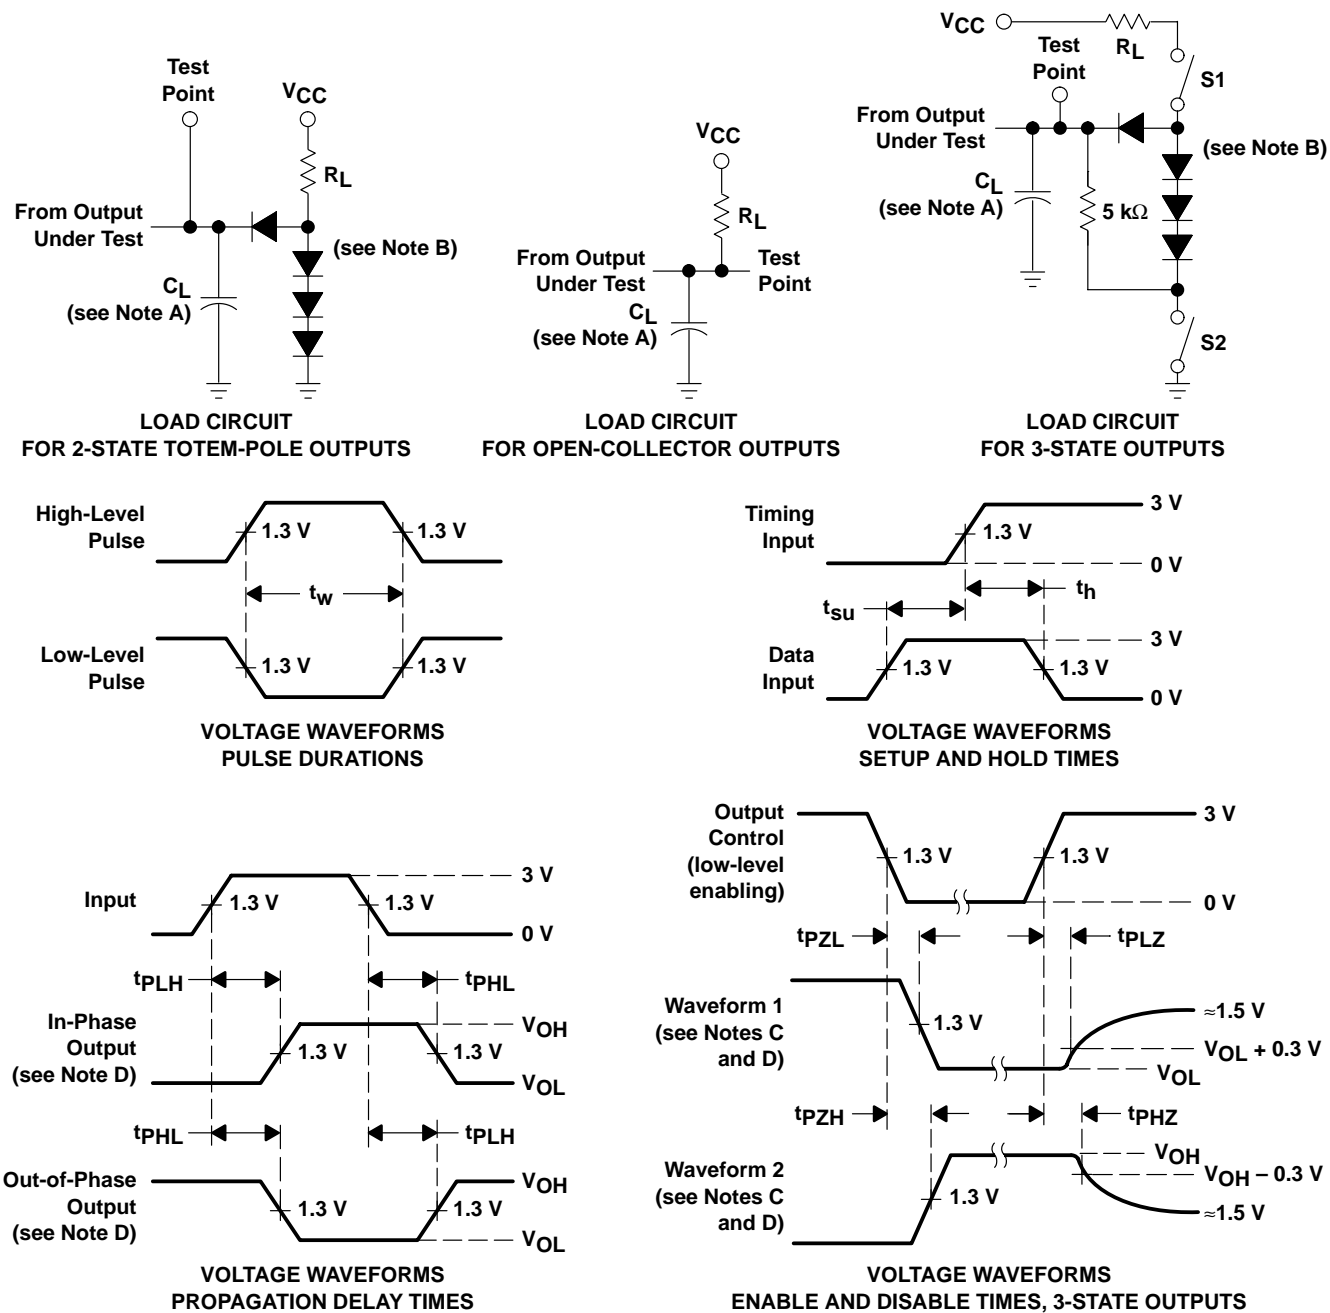 Test
Point
VCC
RL
From Output
Under Test
(see Note B)
CL
(see Note A)
LOAD CIRCUIT
FOR 2-STATE TOTEM-POLE OUTPUTS
VCC
RL
From Output
Under Test
Test
Point
CL
(see Note A)
LOAD CIRCUIT
FOR OPEN-COLLECTOR OUTPUTS
VCC
RL
Test
Point
S1
From Output
Under Test
(see Note B)
CL
(see Note A)
5 kΩ
S2
LOAD CIRCUIT
FOR 3-STATE OUTPUTS
High-Level
Pulse
1.3 V
1.3 V
tw
Low-Level
Pulse
1.3 V
1.3 V
VOLTAGE WAVEFORMS
PULSE DURATIONS
Timing
Input
1.3 V
3 V
0 V
th
tsu
Data
Input
1.3 V
1.3 V
3 V
0 V
VOLTAGE WAVEFORMS
SETUP AND HOLD TIMES
Input
1.3 V
1.3 V
3 V
0 V
tPLH
tPHL
In-Phase
Output
(see Note D)
1.3 V
1.3 V
VOH
VOL
tPHL
tPLH
Out-of-Phase
Output
(see Note D)
1.3 V
1.3 V
VOH
VOL
VOLTAGE WAVEFORMS
PROPAGATION DELAY TIMES
Output
Control
(low-level
enabling)
1.3 V
1.3 V
3 V
0 V
tPZL
tPLZ
Waveform 1
(see Notes C
and D)
1.3 V
≈1.5 V
VOL + 0.3 V
VOL
tPZH
tPHZ
Waveform 2
(see Notes C
and D)
1.3 V
VOH
VOH – 0.3 V
≈1.5 V
VOLTAGE WAVEFORMS
ENABLE AND DISABLE TIMES, 3-STATE OUTPUTS